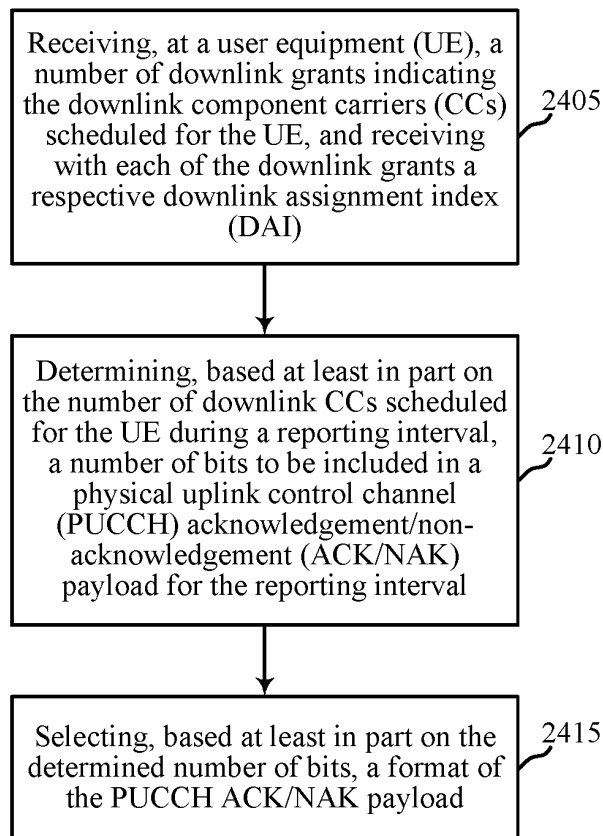 Receiving, at a user equipment (UE), a
number of downlink grants indicating
the downlink component carriers (CCs)
scheduled for the UE, and receiving
with each of the downlink grants a
respective downlink assignment index
(DAI)
2405
Determining, based at least in part on
the number of downlink CCs scheduled
for the UE during a reporting interval,
a number of bits to be included in a
physical uplink control channel
(PUCCH) acknowledgement/non-
acknowledgement (ACK/NAK)
payload for the reporting interval
2410
Selecting, based at least in part on the
determined number of bits, a format of
the PUCCH ACK/NAK payload
2415